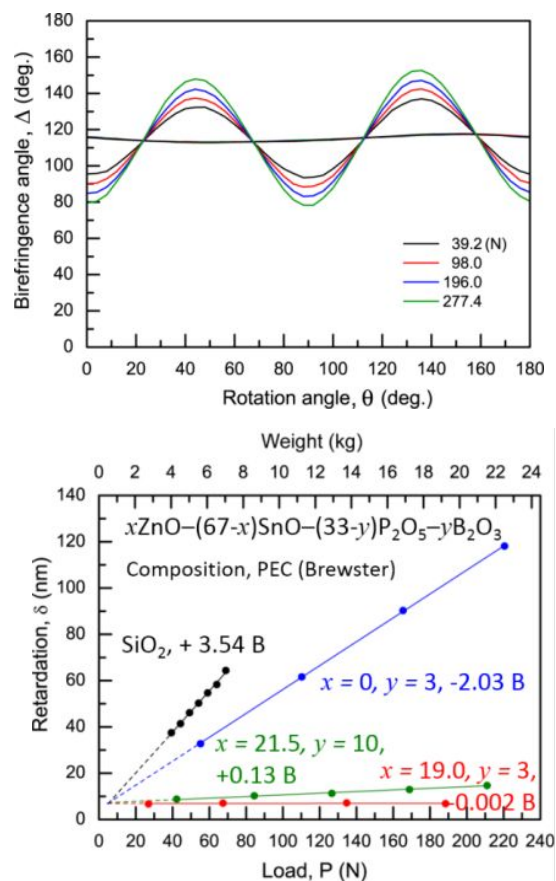 180
160
140
120
100
80
60
40
20
0
Birefringence angle, Δ (deg.)
39.2 (N)
98.0
196.0
277.4
0 20 40 60 80 100 120 140 160 180
Rotation angle, θ (deg.)
Weight (kg)
0 2 4 6 8 10 12 14 16 18 20 22 24
140
120
100
80
60
40
20
0
Retardation, δ (nm)
xZnO–(67-x)SnO–(33-y)P₂O₅–yB₂O₃
Composition, PEC (Brewster)
SiO₂, + 3.54 B
x = 0, y = 3, -2.03 B
x = 21.5, y = 10,
+0.13 B
x = 19.0, y = 3,
-0.002 B
0 20 40 60 80 100 120 140 160 180 200 220 240
Load, P (N)